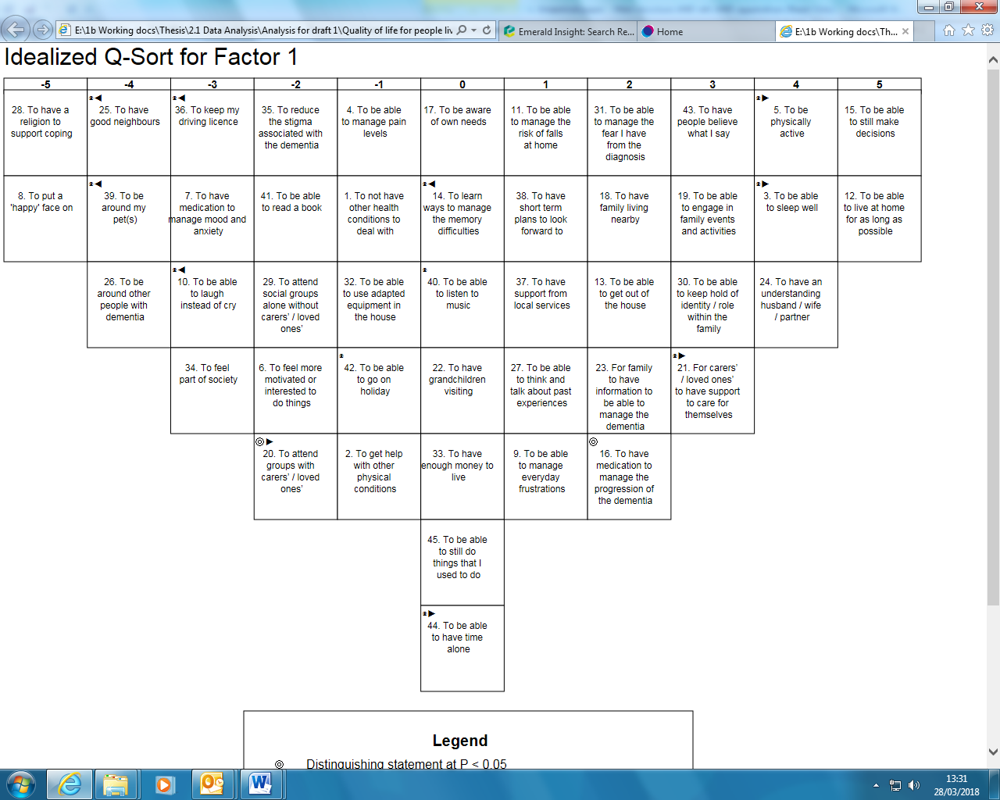 E:\1b Working docs\Thesis\2.1 Data Analysis\Analysis for draft 1\Quality of life for people liv
Emerald Insight: Search Re...
Home
E:\1b Working docs\Th...
Idealized Q-Sort for Factor 1
-5 -4 -3 -2 -1 0 1 2 3 4 5
28. To have a
religion to
support coping
25. To have
good neighbours
36. To keep my
driving licence
35. To reduce
the stigma
associated with
the dementia
4. To be able
to manage pain
levels
17. To be aware
of own needs
11. To be able
to manage the
risk of falls
at home
31. To be able
to manage the
fear I have
from the
diagnosis
43. To have
people believe
what I say
5. To be
physically
active
15. To be able
to still make
decisions
8. To put a
'happy' face on
39. To be
around my
pet(s)
7. To have
medication to
manage mood and
anxiety
41. To be able
to read a book
1. To not have
other health
conditions to
deal with
14. To learn
ways to manage
the memory
difficulties
38. To have
short term
plans to look
forward to
18. To have
family living
nearby
19. To be able
to engage in
family events
and activities
3. To be able
to sleep well
12. To be able
to live at home
for as long as
possible
26. To be
around other
people with
dementia
10. To be able
to laugh
instead of cry
29. To attend
social groups
alone without
carers’ / loved
ones’
32. To be able
to use adapted
equipment in
the house
40. To be able
to listen to
music
37. To have
support from
local services
13. To be able
to get out of
the house
30. To be able
to keep hold of
identity / role
within the
family
24. To have an
understanding
husband / wife
/ partner
34. To feel
part of society
6. To feel more
motivated or
interested to
do things
42. To be able
to go on
holiday
22. To have
grandchildren
visiting
27. To be able
to think and
talk about past
experiences
23. For family
to have
information to
be able to
manage the
dementia
21. For carers’
/ loved ones’
to have support
to care for
themselves
20. To attend
groups with
carers’ / loved
ones’
2. To get help
with other
physical
conditions
33. To have
enough money to
live
9. To be able
to manage
everyday
frustrations
16. To have
medication to
manage the
progression of
the dementia
45. To be able
to still do
things that I
used to do
44. To be able
to have time
alone
Legend
Distinguishing statement at P < 0.05
13:31
28/03/2018